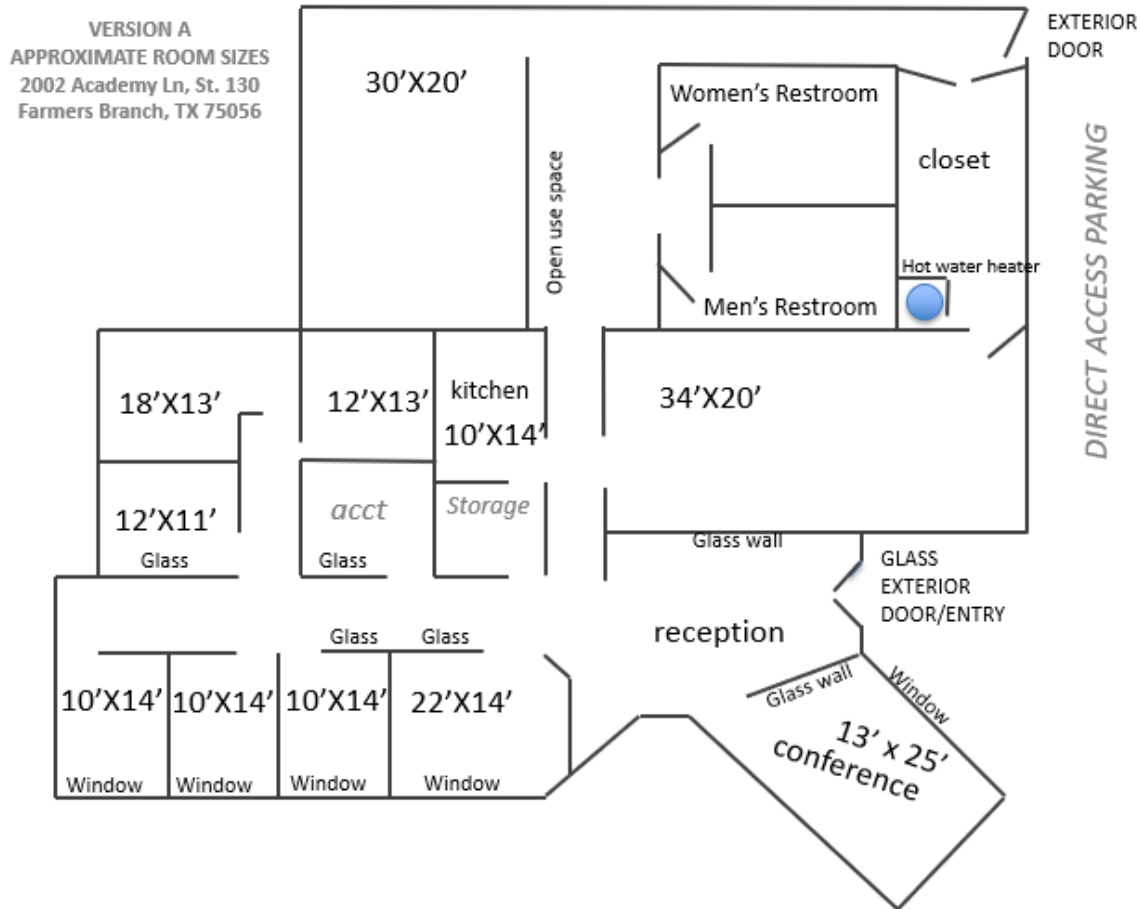 VERSION A
APPROXIMATE ROOM SIZES
2002 Academy Ln, St. 130
Farmers Branch, TX 75056
EXTERIOR
DOOR
30’X20’
Women’s Restroom
Open use space
closet
DIRECT ACCESS PARKING
Hot water heater
Men’s Restroom
18’X13’
12’X13’
kitchen
10’X14’
34’X20’
12’X11’
Glass
acct
Glass
Storage
Glass wall
GLASS
EXTERIOR
DOOR/ENTRY
reception
Glass
Glass
10’X14’
10’X14’
10’X14’
22’X14’
Glass wall
Window
13’ x 25’
conference
Window
Window
Window
Window